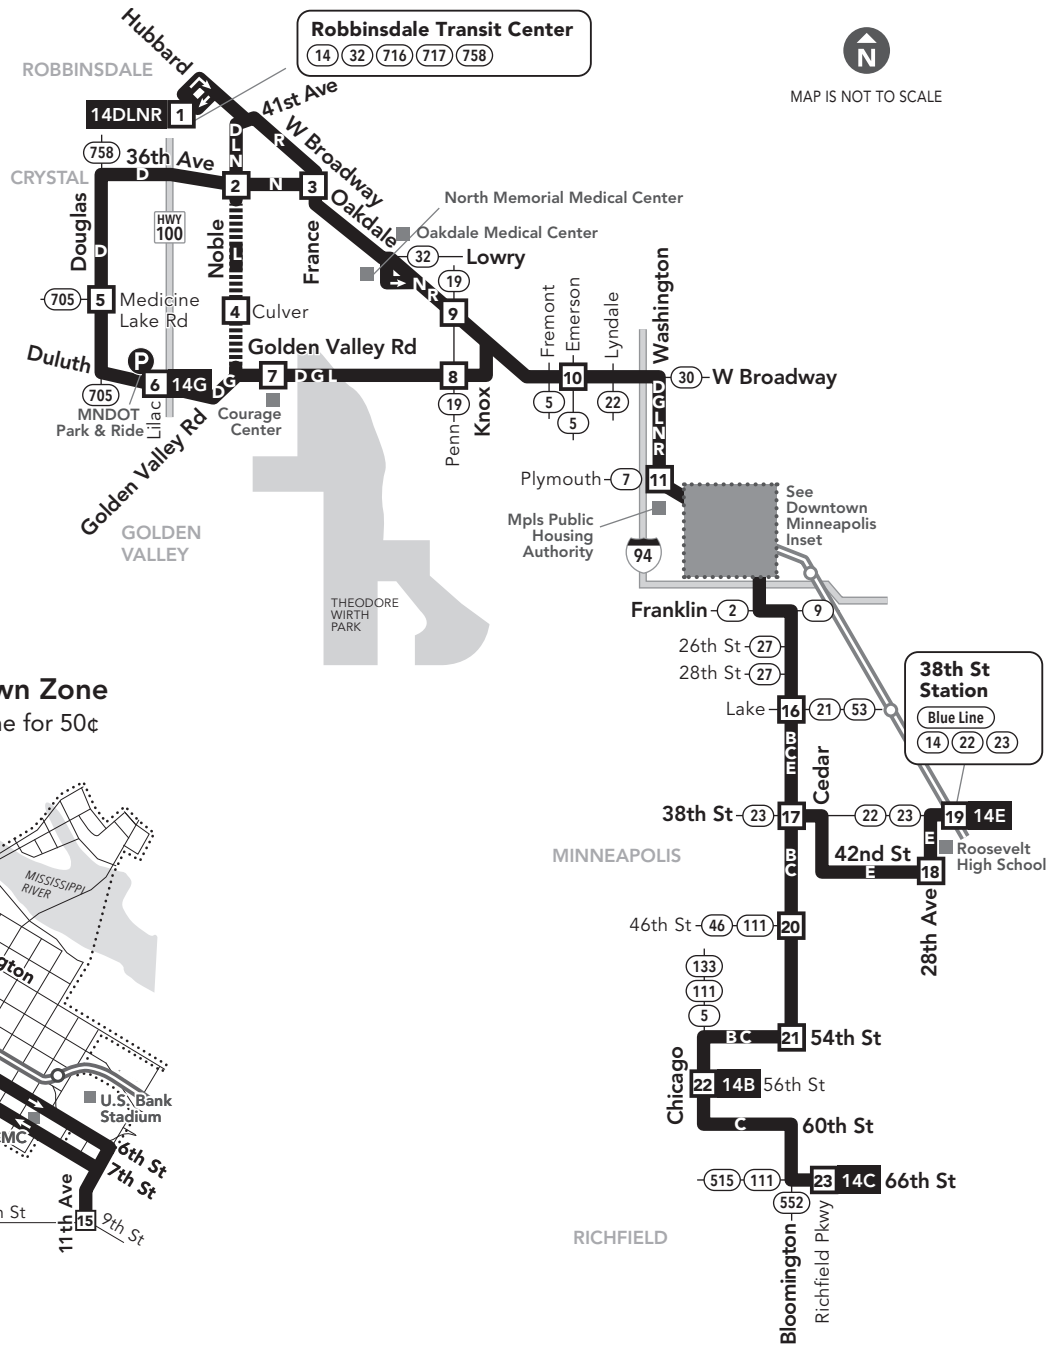 Hubbard
Robbinsdale Transit Center
14 32 716 717 758
N
MAP IS NOT TO SCALE
ROBBINSDALE
14DLNR 1
41st Ave
W Broadway
D
L
N
R
758
36th Ave
CRYSTAL
D
2
N
3
Oakdale
North Memorial Medical Center
HWY
100
Oakdale Medical Center
Douglas
D
Noble
L
France
32
Lowry
19
N
R
Washington
705
5
Medicine
Lake Rd
4
Culver
9
Fremont
Emerson
Lyndale
Golden Valley Rd
Duluth
P
6
14G
D G
7
D G L
8
10
30
W Broadway
705
MNDOT
Park & Ride
Lilac
Courage
Center
19
Penn
Knox
5
5
22
D
G
L
N
R
Golden Valley Rd
Plymouth
7
11
See
Downtown
Minneapolis
Inset
Mpls Public
Housing
Authority
94
GOLDEN
VALLEY
THEODORE
WIRTH
PARK
Franklin
2
9
26th St
27
28th St
27
38th St
Station
Blue Line
14 22 23
wn Zone
ne for 50¢
Lake
16
21
53
B
C
E
Cedar
38th St
23
17
22
23
19
14E
E
Roosevelt
High School
MINNEAPOLIS
B
C
42nd St
E
18
28th Ave
MISSISSIPPI
RIVER
46th St
46
111
20
gton
133
111
5
B C
21
54th St
Chicago
22
14B
56th St
U.S. Bank
Stadium
C
60th St
MC
6th St
7th St
515
111
23
14C
66th St
552
11th Ave
15
9th St
h St
RICHFIELD
Bloomington
Richfield Pkwy